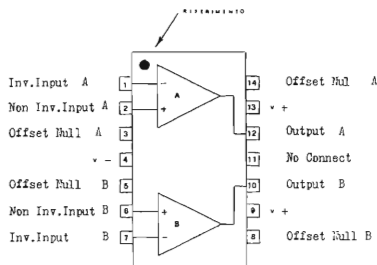 RIFERIMENTO
Inv.Input A 1 - 14 Offset Nul A
A
Non Inv.Input A 2 + 13 v +
Offset Null A 3 12 Output A
v - 4 11 No Connect
Offset Null B 5 10 Output B
Non Inv.Input B 6 + 9 v +
B
Inv.Input B 7 - 8 Offset Null B